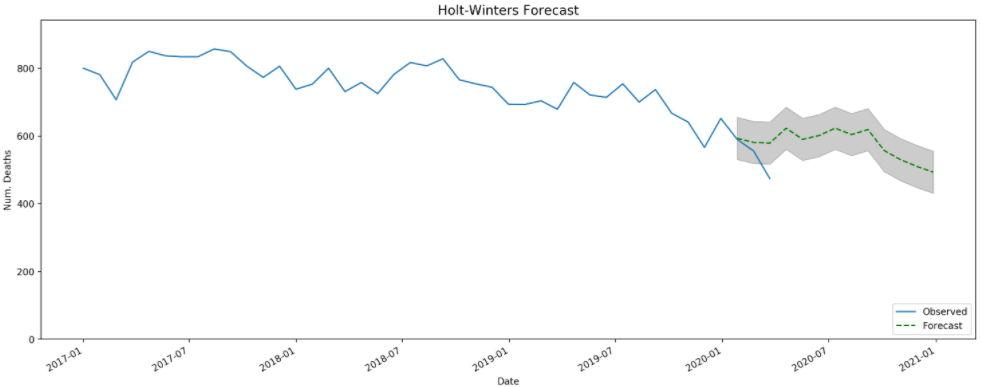 Holt-Winters Forecast
Num. Deaths
800
600
400
200
0
2017-01
2017-07
2018-01
2018-07
2019-01
2019-07
2020-01
2020-07
2021-01
Date
Observed
Forecast